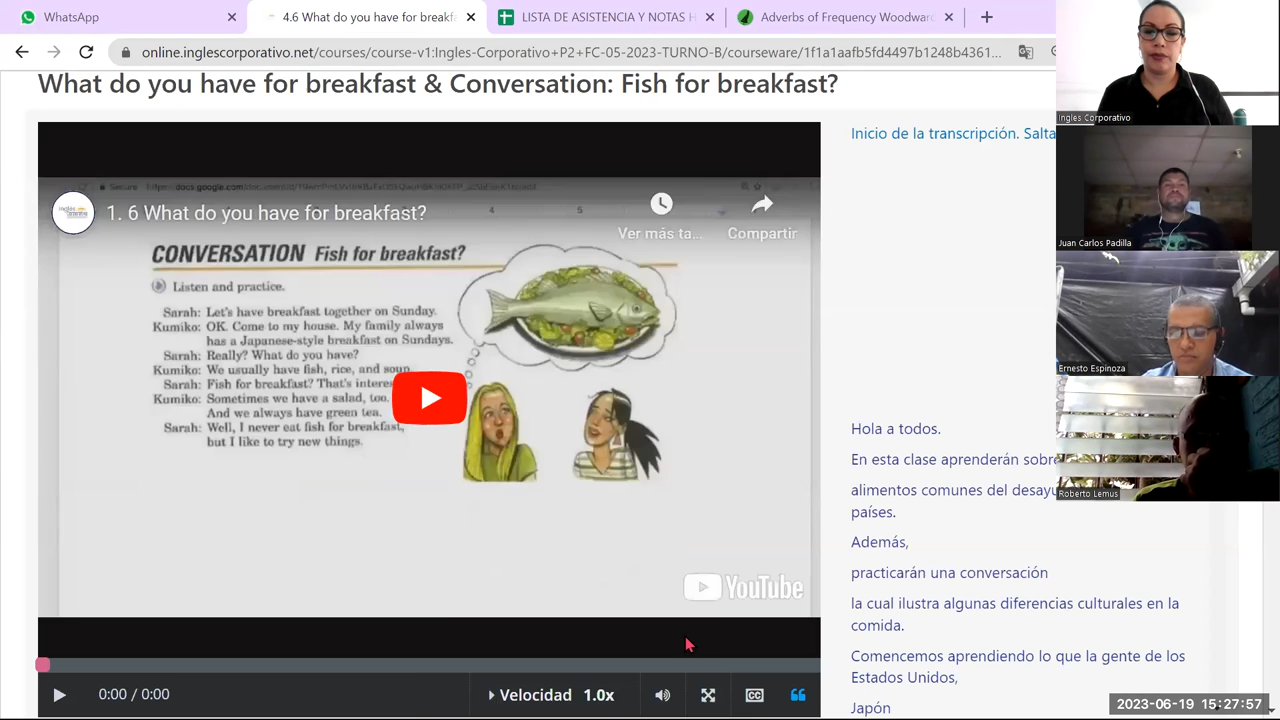 WhatsApp
4.6 What do you have for breakfa
LISTA DE ASISTENCIA Y NOTAS H
Adverbs of Frequency Woodwar
online.inglescorporativo.net/courses/course-v1:Ingles-Corporativo+P2+FC-05-2023-TURNO-B/courseware/1f1a1aafb5fd4497b1248b4361...
What do you have for breakfast & Conversation: Fish for breakfast?
1. 6 What do you have for breakfast?
Ver más ta...
Compartir
4
5
CONVERSATION Fish for breakfast?
Listen and practice.
Sarah: Let's have breakfast together on Sunday.
Kumiko: OK. Come to my house. My family always
has a Japanese-style breakfast on Sundays.
Sarah: Really? What do you have?
Kumiko: We usually have fish, rice, and soup.
Sarah: Fish for breakfast? That's interes
Kumiko: Sometimes we have a salad, too.
And we always have green tea.
Sarah: Well, I never eat fish for breakfast,
but I like to try new things.
YouTube
0:00 / 0:00
Velocidad 1.0x
Inicio de la transcripción. Salta
Hola a todos.
En esta clase aprenderán sobre
alimentos comunes del desayu
países.
Además,
practicarán una conversación
la cual ilustra algunas diferencias culturales en la
comida.
Comencemos aprendiendo lo que la gente de los
Estados Unidos,
Japón
Ingles Corporativo
Juan Carlos Padilla
Ernesto Espinoza
Roberto Lemus
2023-06-19 15:27:57